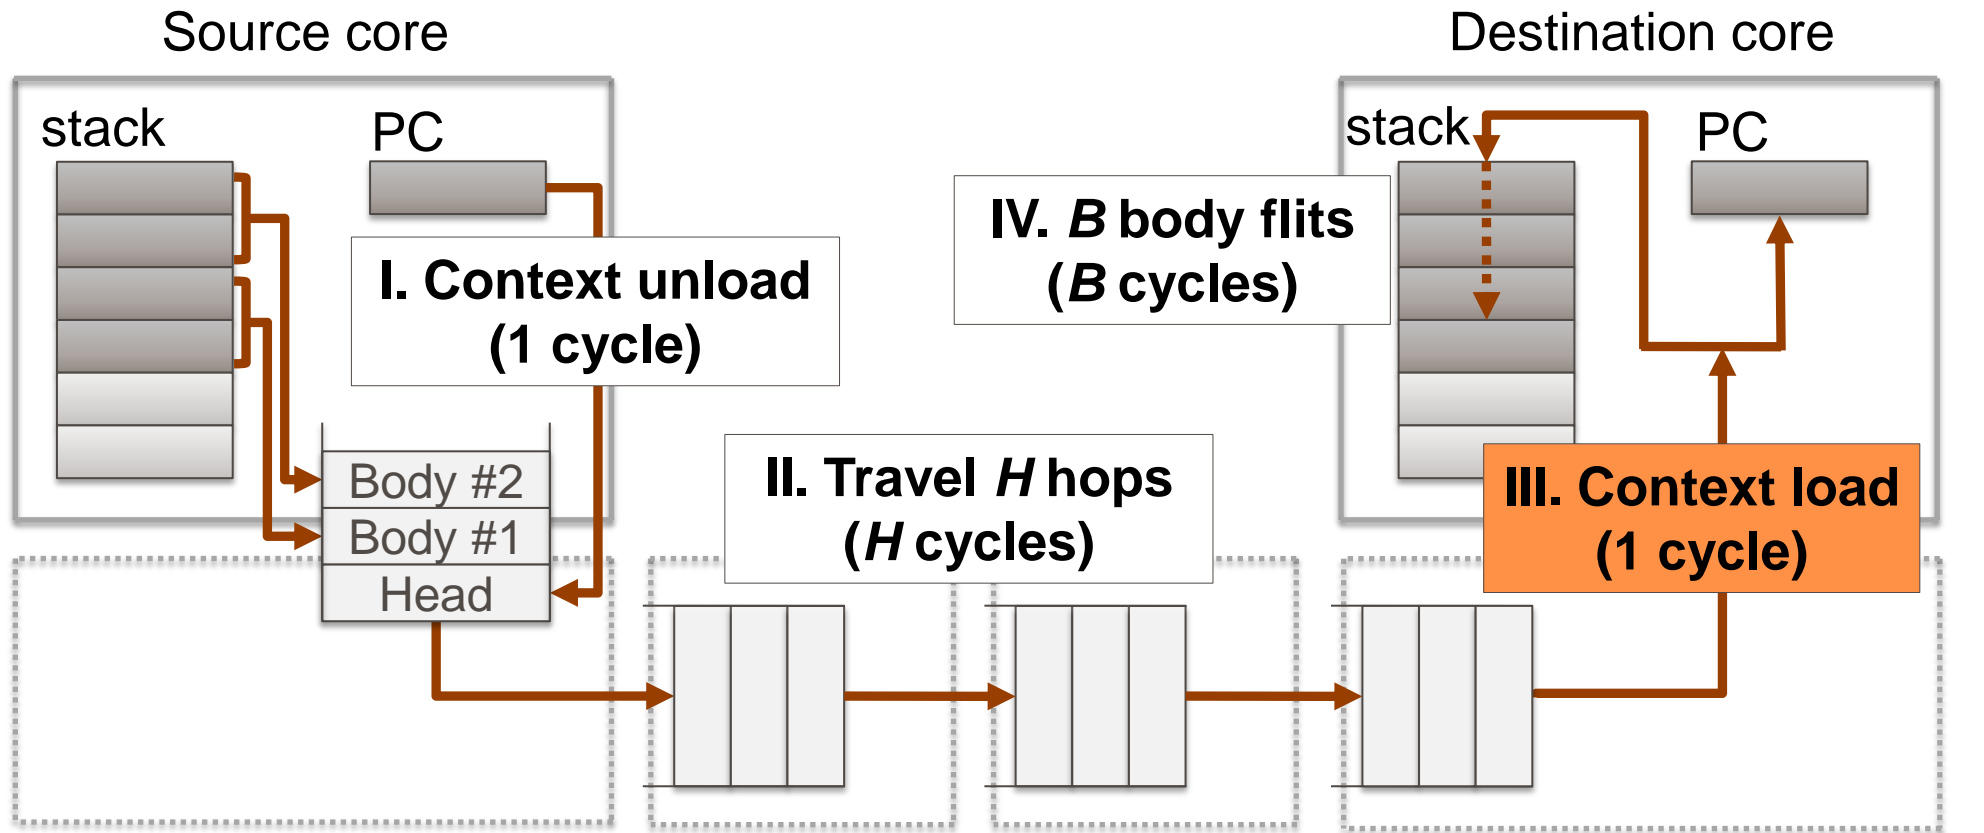 Source core
Destination core
stack
PC
stack
PC
I. Context unload
(1 cycle)
IV. B body flits
(B cycles)
Body #2
Body #1
Head
II. Travel H hops
(H cycles)
III. Context load
(1 cycle)